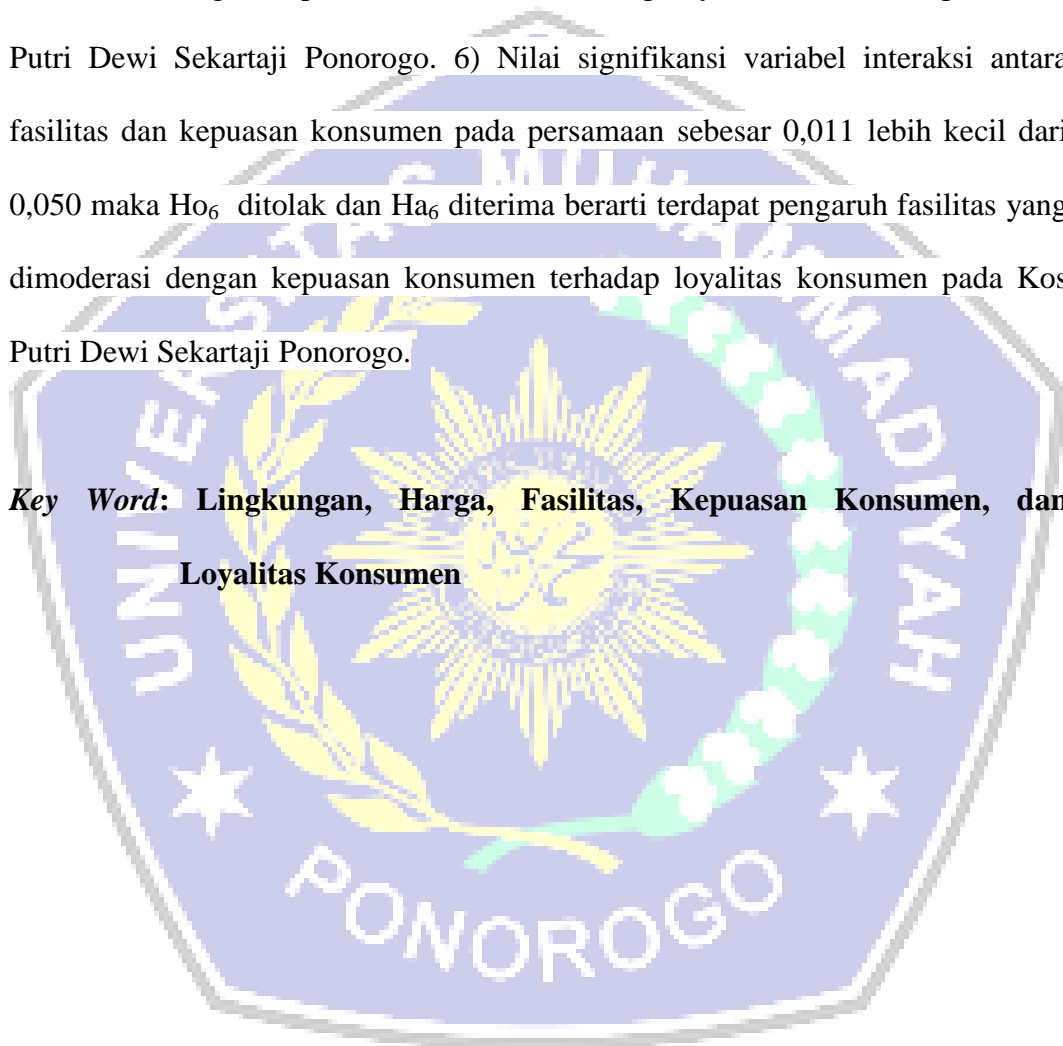 Putri Dewi Sekartaji Ponorogo. 6) Nilai signifikansi variabel interaksi antara
fasilitas dan kepuasan konsumen pada persamaan sebesar 0,011 lebih kecil dari
0,050 maka Ho₆ ditolak dan Ha₆ diterima berarti terdapat pengaruh fasilitas yang
dimoderasi dengan kepuasan konsumen terhadap loyalitas konsumen pada Kos
Putri Dewi Sekartaji Ponorogo.
Key Word: Lingkungan, Harga, Fasilitas, Kepuasan Konsumen, dan
Loyalitas Konsumen
UNIVERSITAS MUHAMMADIYAH
PONOROGO